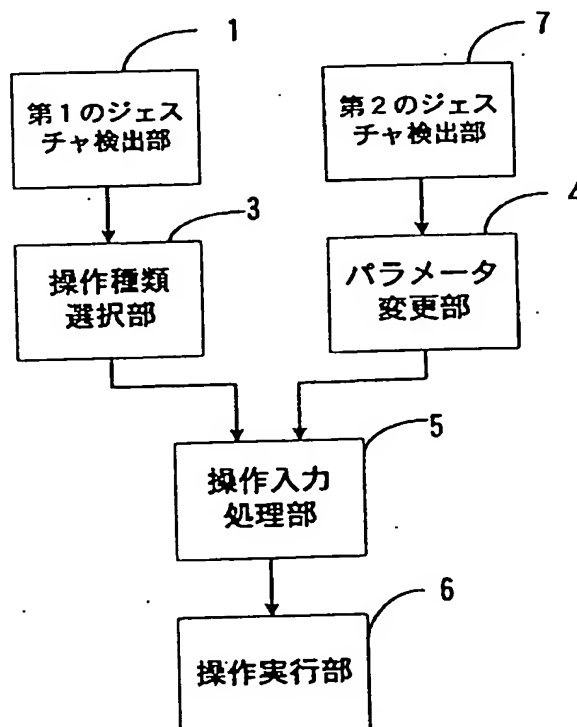 1
7
第1のジェス
チャ検出部
第2のジェス
チャ検出部
3
4
操作種類
選択部
パラメータ
変更部
5
操作入力
処理部
6
操作実行部